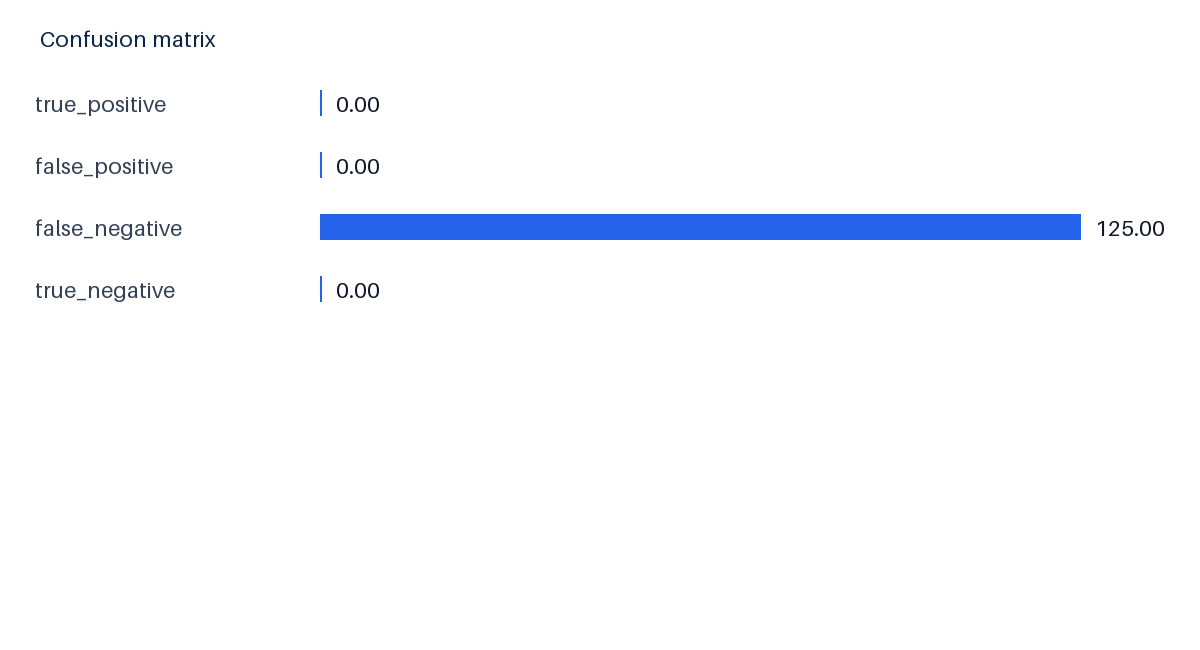 Confusion matrix
true_positive 0.00
false_positive 0.00
false_negative 125.00
true_negative 0.00